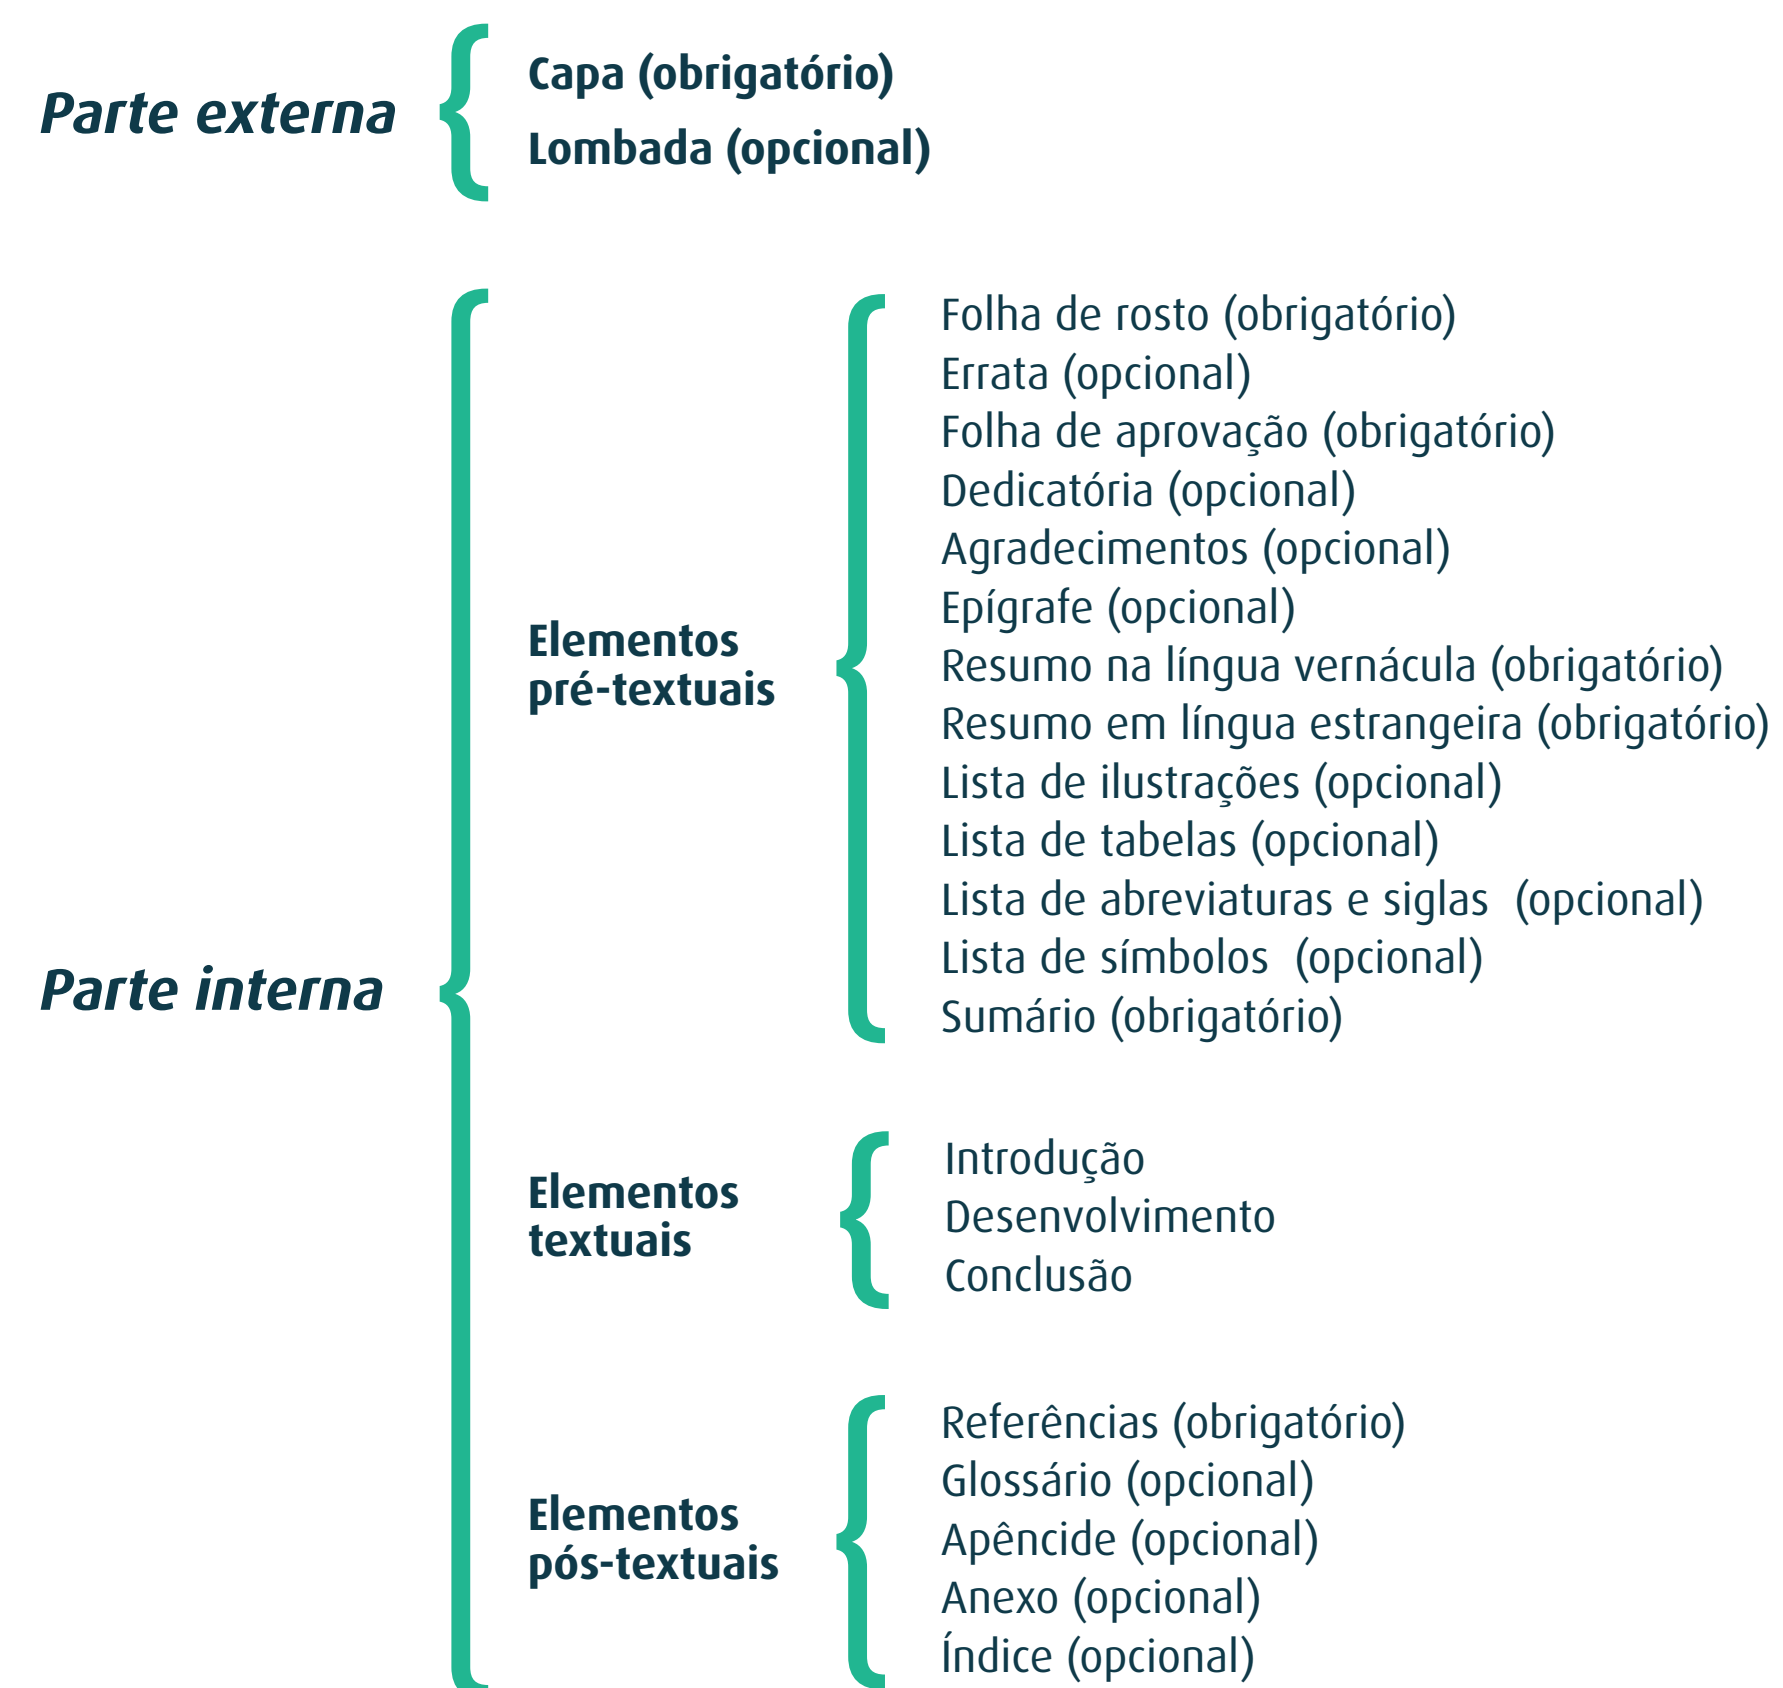 Parte externa
Capa (obrigatório)
Lombada (opcional)
Parte interna
Elementos
pré-textuais
Folha de rosto (obrigatório)
Errata (opcional)
Folha de aprovação (obrigatório)
Dedicatória (opcional)
Agradecimentos (opcional)
Epígrafe (opcional)
Resumo na língua vernácula (obrigatório)
Resumo em língua estrangeira (obrigatório)
Lista de ilustrações (opcional)
Lista de tabelas (opcional)
Lista de abreviaturas e siglas (opcional)
Lista de símbolos (opcional)
Sumário (obrigatório)
Elementos
textuais
Introdução
Desenvolvimento
Conclusão
Elementos
pós-textuais
Referências (obrigatório)
Glossário (opcional)
Apêncide (opcional)
Anexo (opcional)
Índice (opcional)